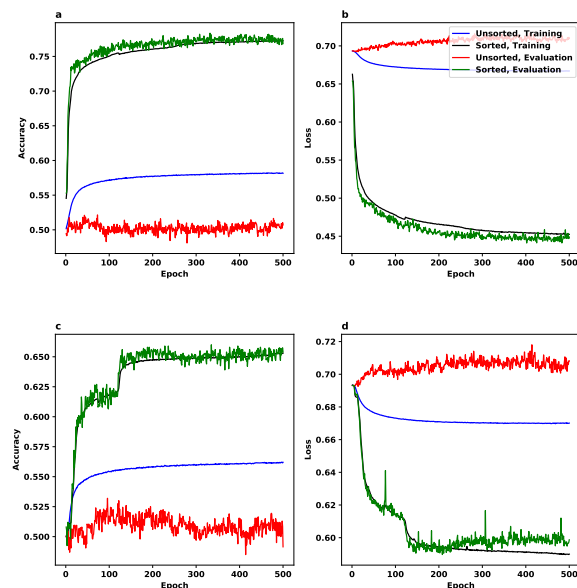 a
Accuracy
0.75
0.70
0.65
0.60
0.55
0.50
0 100 200 300 400 500
Epoch
b
Loss
0.70
0.65
0.60
0.55
0.50
0.45
Unsorted, Training
Sorted, Training
Unsorted, Evaluation
Sorted, Evaluation
0 100 200 300 400 500
Epoch
c
Accuracy
0.650
0.625
0.600
0.575
0.550
0.525
0.500
0 100 200 300 400 500
Epoch
d
Loss
0.72
0.70
0.68
0.66
0.64
0.62
0.60
0 100 200 300 400 500
Epoch